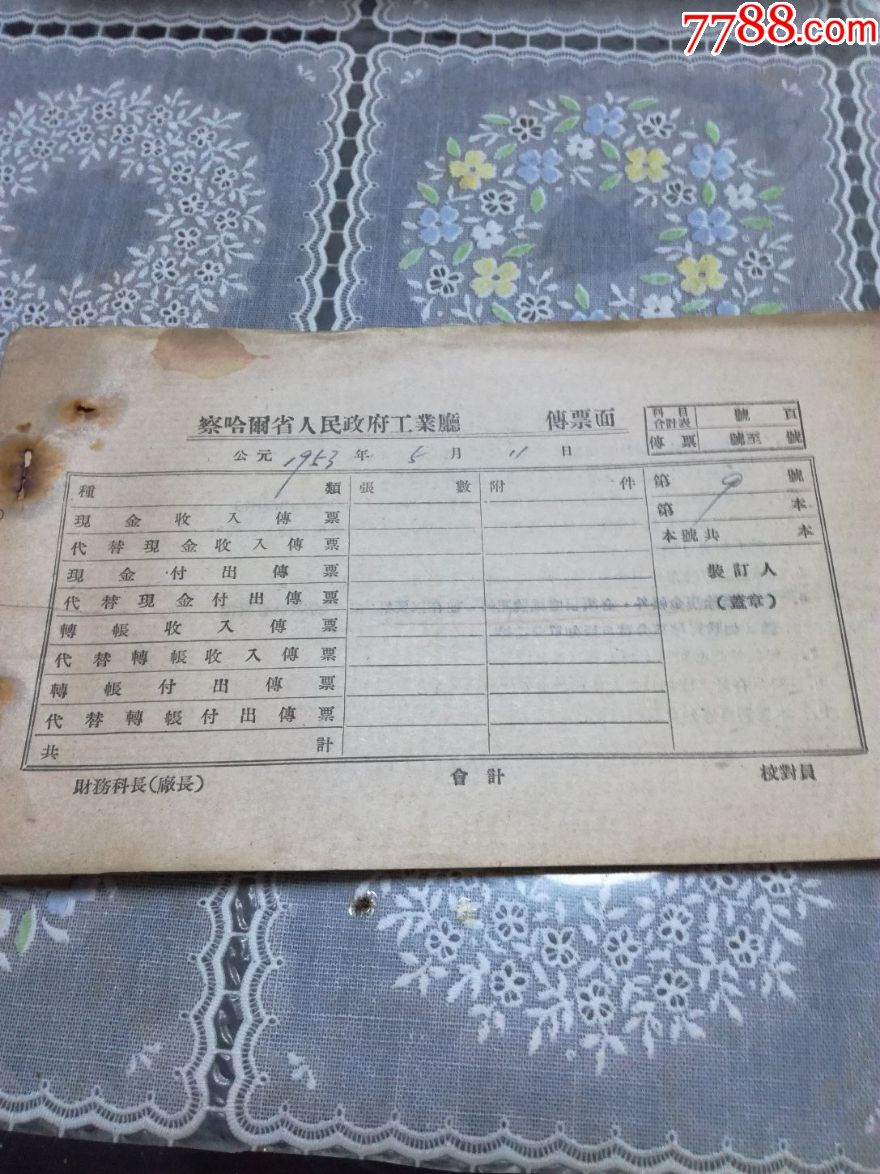 7788.com
察哈爾省人民政府工業廳 傳票面
科目合計表 號 頁
傳票 號至 號
公元 1953 年 5 月 11 日
種類 張數 附件
第 9 號
第 本
本號共 本
現金收入傳票
代替現金收入傳票
現金付出傳票
代替現金付出傳票
轉帳收入傳票
代替轉帳收入傳票
轉帳付出傳票
代替轉帳付出傳票
共計
裝訂人
(蓋章)
財務科長(廠長) 會計 校對員